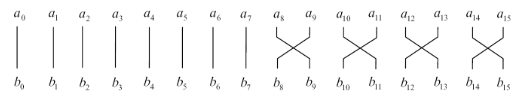 a₀ a₁ a₂ a₃ a₄ a₅ a₆ a₇ a₈ a₉ a₁₀ a₁₁ a₁₂ a₁₃ a₁₄ a₁₅
b₀ b₁ b₂ b₃ b₄ b₅ b₆ b₇ b₈ b₉ b₁₀ b₁₁ b₁₂ b₁₃ b₁₄ b₁₅